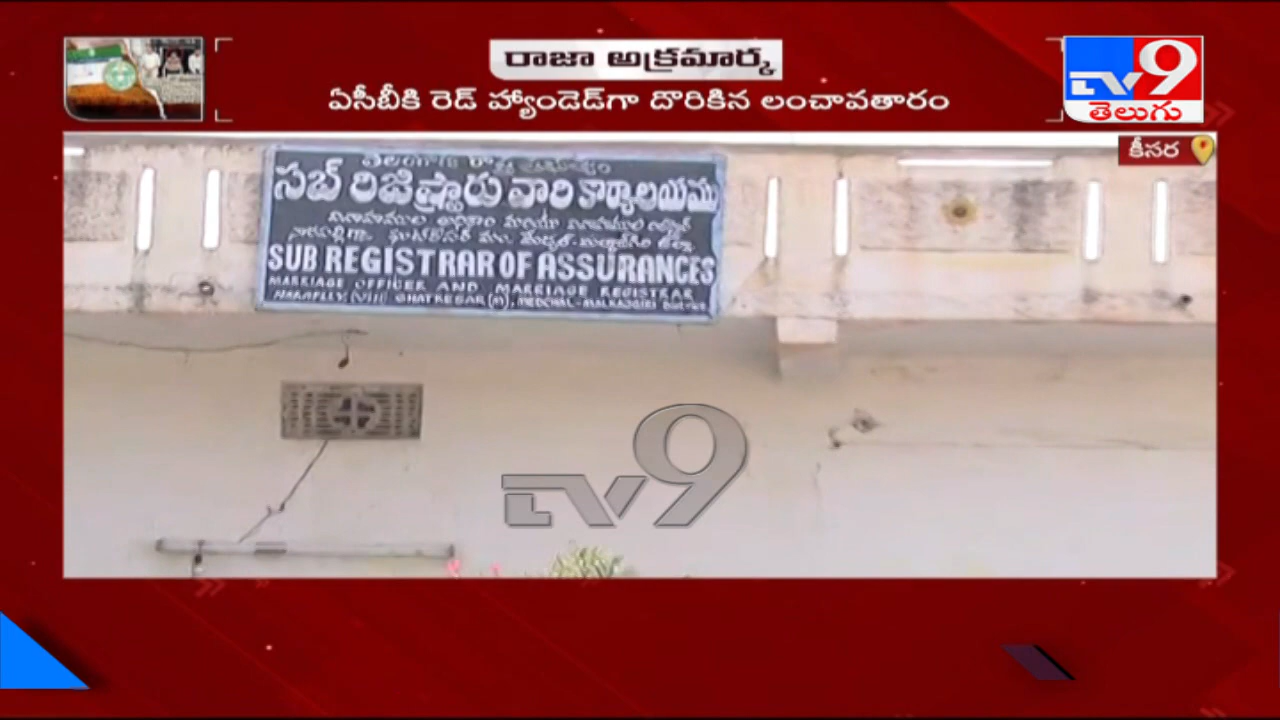 రాజా అక్రమార్క
ఏసీబీకి రెడ్ హ్యాండెడ్‌గా దొరికిన లంచావతారం
TV9
తెలుగు
కీసర
సబ్ రిజిష్ట్రారు వారి కార్యాలయము
SUB REGISTRAR OF ASSURANCES
MARRIAGE OFFICER AND MARRIAGE REGISTRAR
GHATKESAR (M), MEDCHAL-MALKAJGIRI
TV9